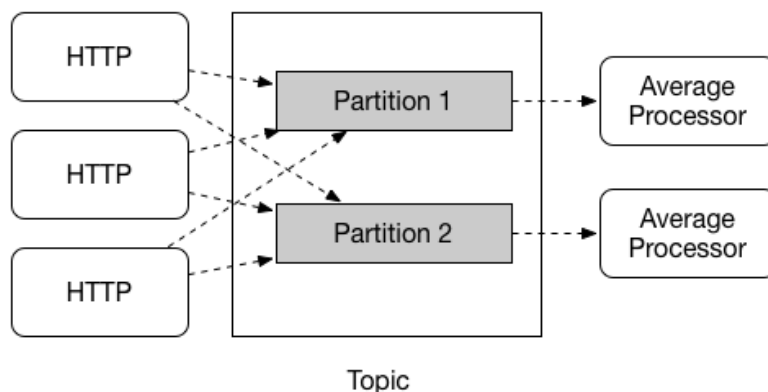 HTTP
HTTP
HTTP
Partition 1
Partition 2
Average
Processor
Average
Processor
Topic